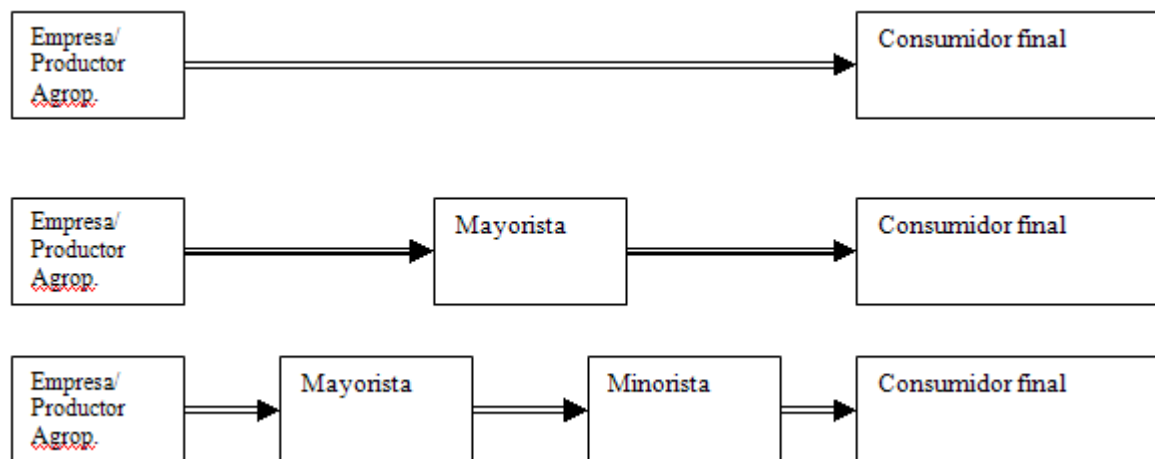 Empresa/
Productor
Agrop.
Consumidor final
Empresa/
Productor
Agrop.
Mayorista
Consumidor final
Empresa/
Productor
Agrop.
Mayorista
Minorista
Consumidor final